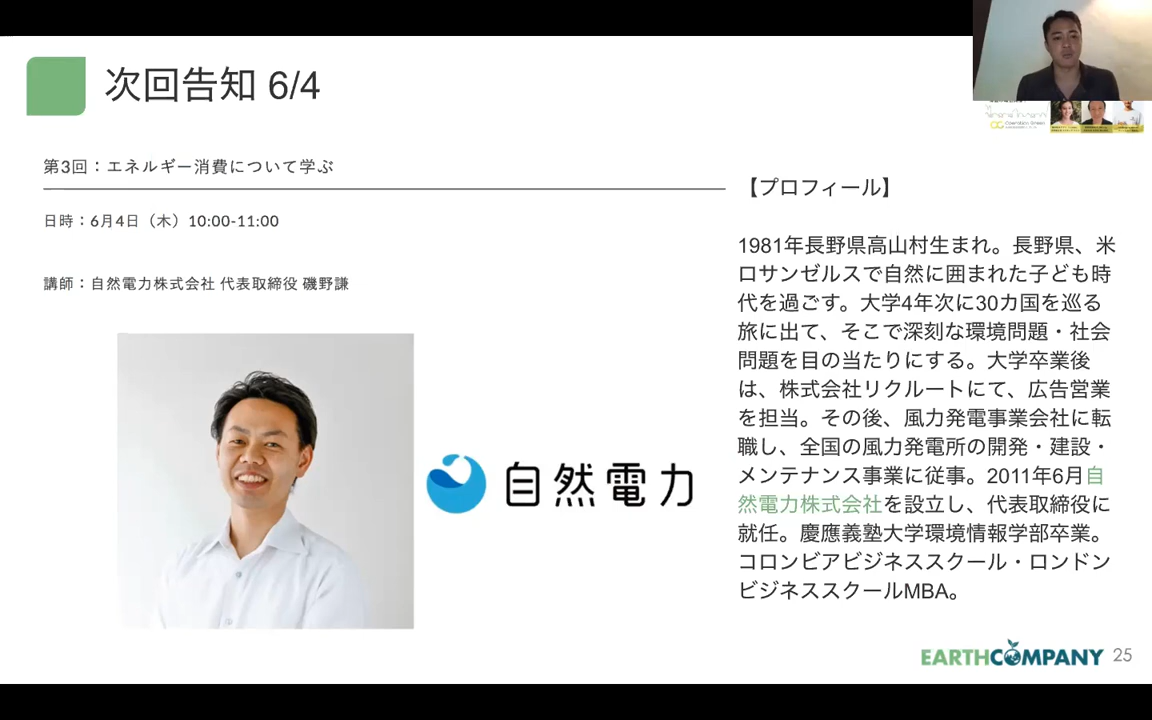 次回告知 6/4
第3回：エネルギー消費について学ぶ
日時：6月4日（木）10:00-11:00
講師：自然電力株式会社 代表取締役 磯野謙
自然電力
【プロフィール】
1981年長野県高山村生まれ。長野県、米
ロサンゼルスで自然に囲まれた子ども時
代を過ごす。大学4年次に30カ国を巡る
旅に出て、そこで深刻な環境問題・社会
問題を目の当たりにする。大学卒業後
は、株式会社リクルートにて、広告営業
を担当。その後、風力発電事業会社に転
職し、全国の風力発電所の開発・建設・
メンテナンス事業に従事。2011年6月自
然電力株式会社を設立し、代表取締役に
就任。慶應義塾大学環境情報学部卒業。
コロンビアビジネススクール・ロンドン
ビジネススクールMBA。
EARTHCOMPANY 25